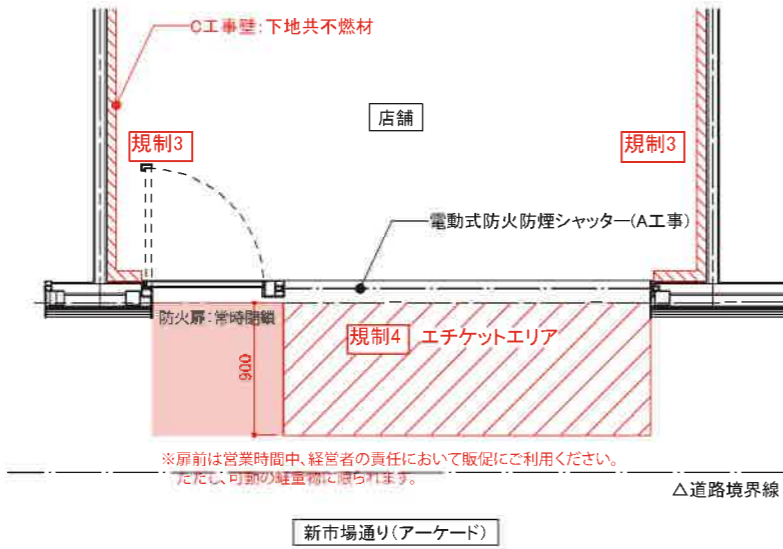 C工事壁:下地共不燃材
店舗
規制3
規制3
電動式防火防煙シャッター(A工事)
防火扉:常時閉鎖
規制4 エチケットエリア
900
※扉前は営業時間中、経営者の責任において販促にご利用ください。
ただし、可動の軽重物に限られます。
△道路境界線
新市場通り(アーケード)